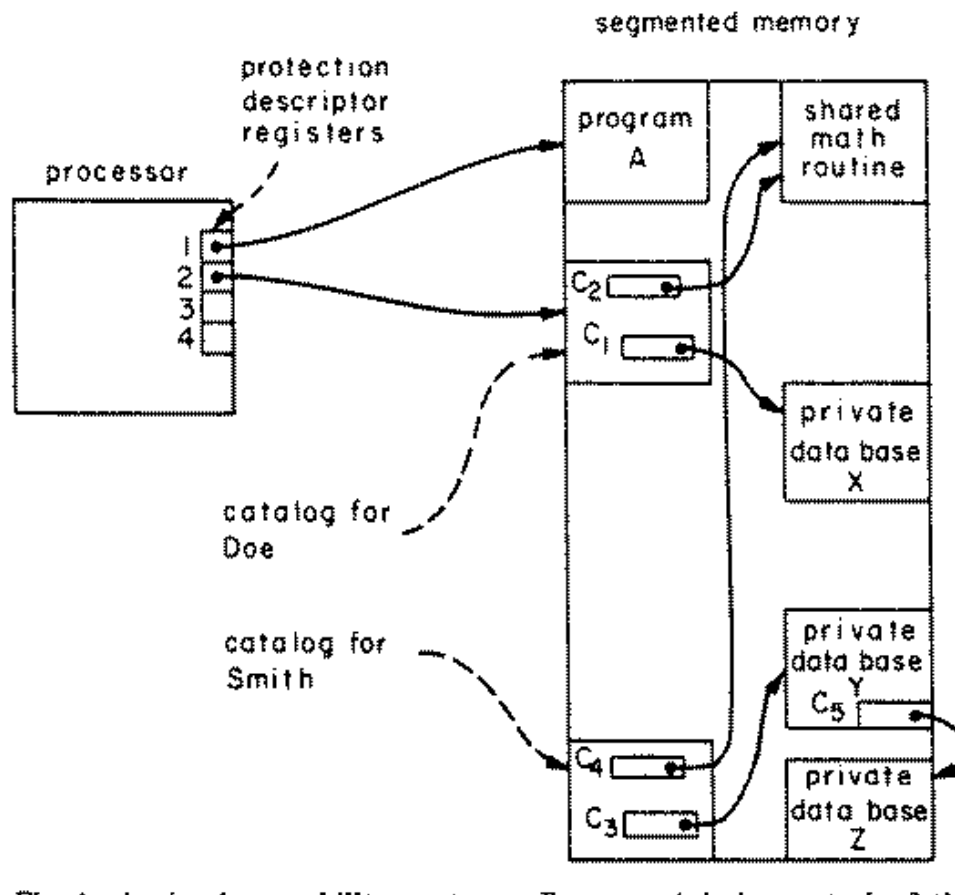 segmented memory
protection
descriptor
registers
processor
1
2
3
4
program
A
shared
math
routine
C2
C1
private
data base
X
catalog for
Doe
catalog for
Smith
private
data base
Y
C5
C4
C3
private
data base
Z